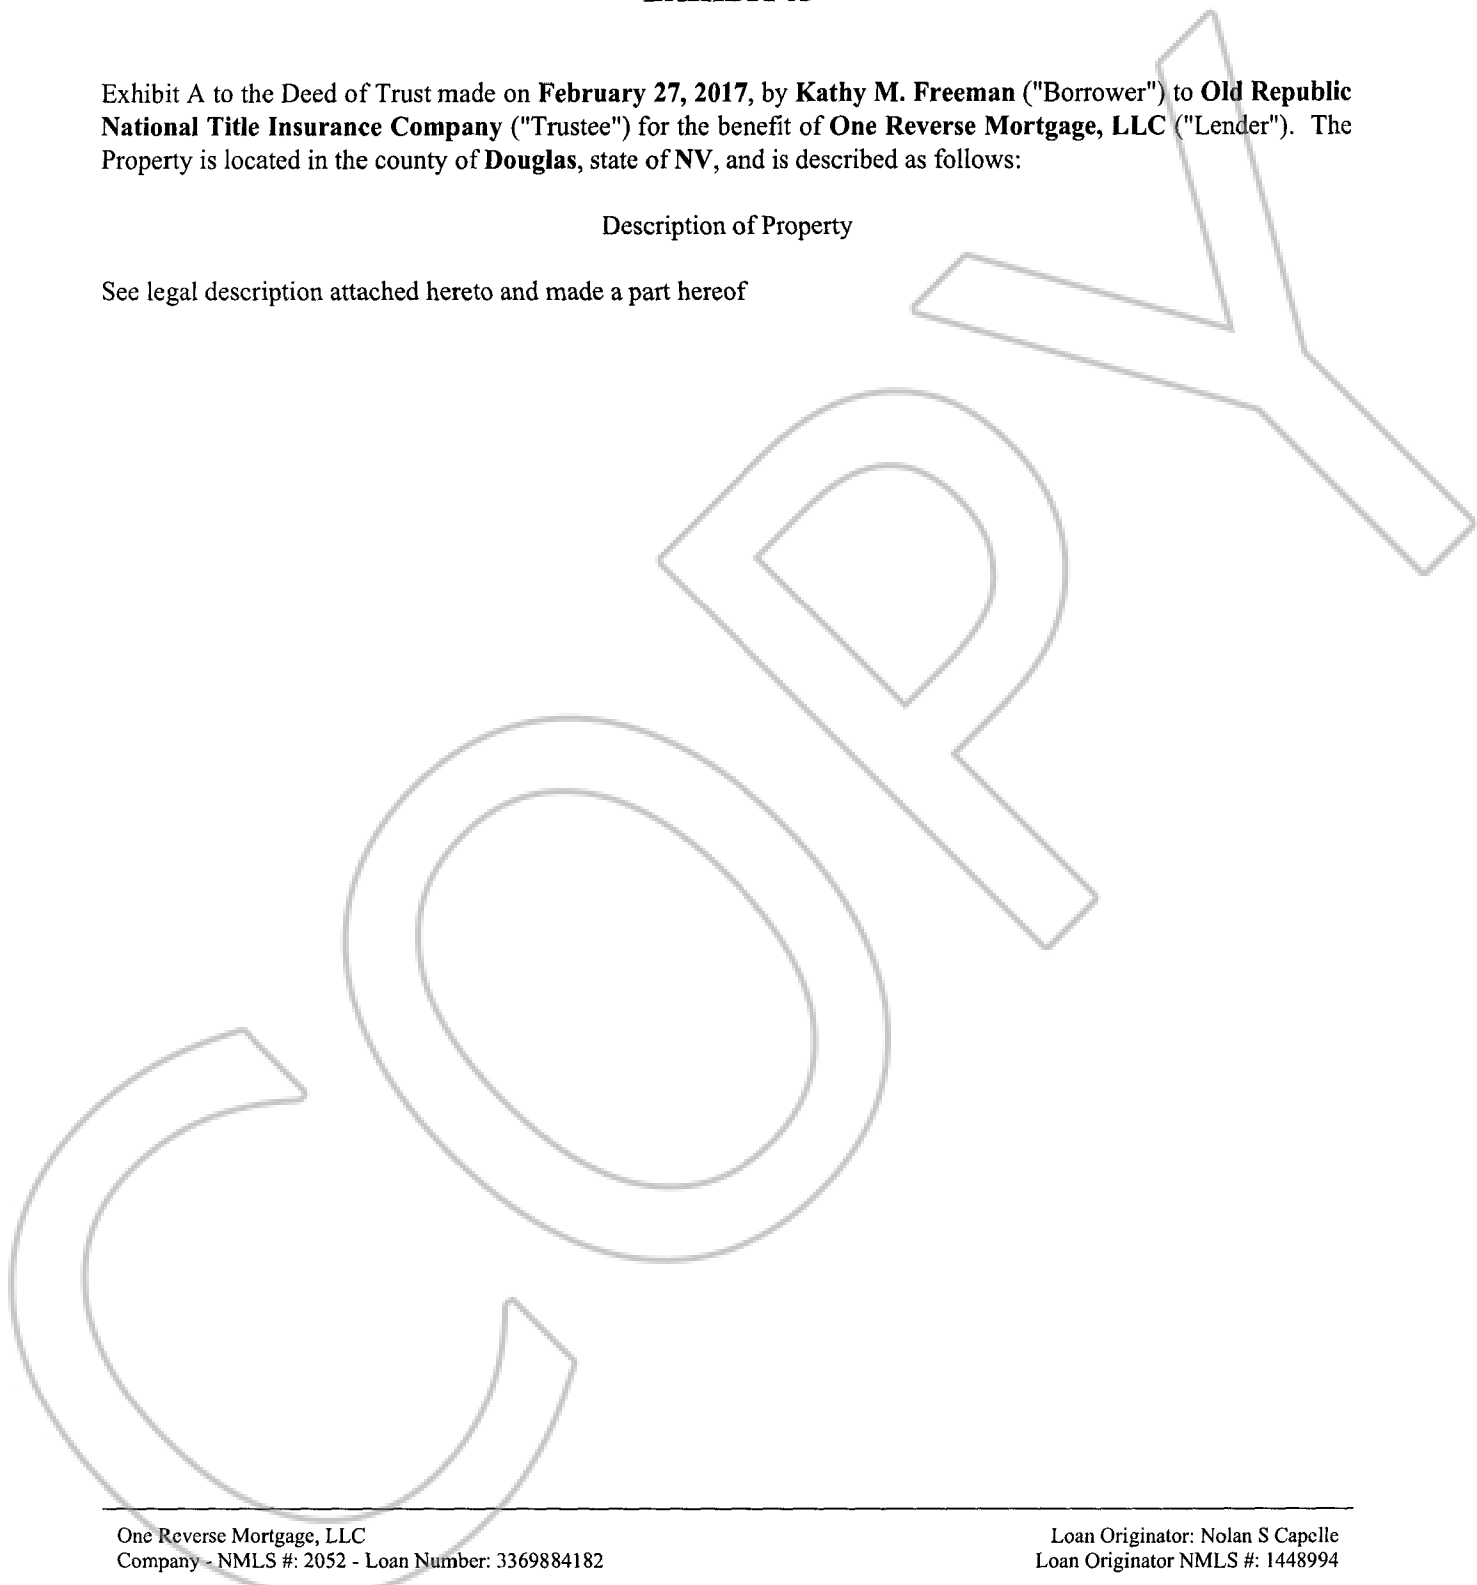 Exhibit A to the Deed of Trust made on February 27, 2017, by Kathy M. Freeman ("Borrower") to Old Republic
National Title Insurance Company ("Trustee") for the benefit of One Reverse Mortgage, LLC ("Lender"). The
Property is located in the county of Douglas, state of NV, and is described as follows:
Description of Property
See legal description attached hereto and made a part hereof
COPY
One Reverse Mortgage, LLC
Company - NMLS #: 2052 - Loan Number: 3369884182
Loan Originator: Nolan S Capelle
Loan Originator NMLS #: 1448994